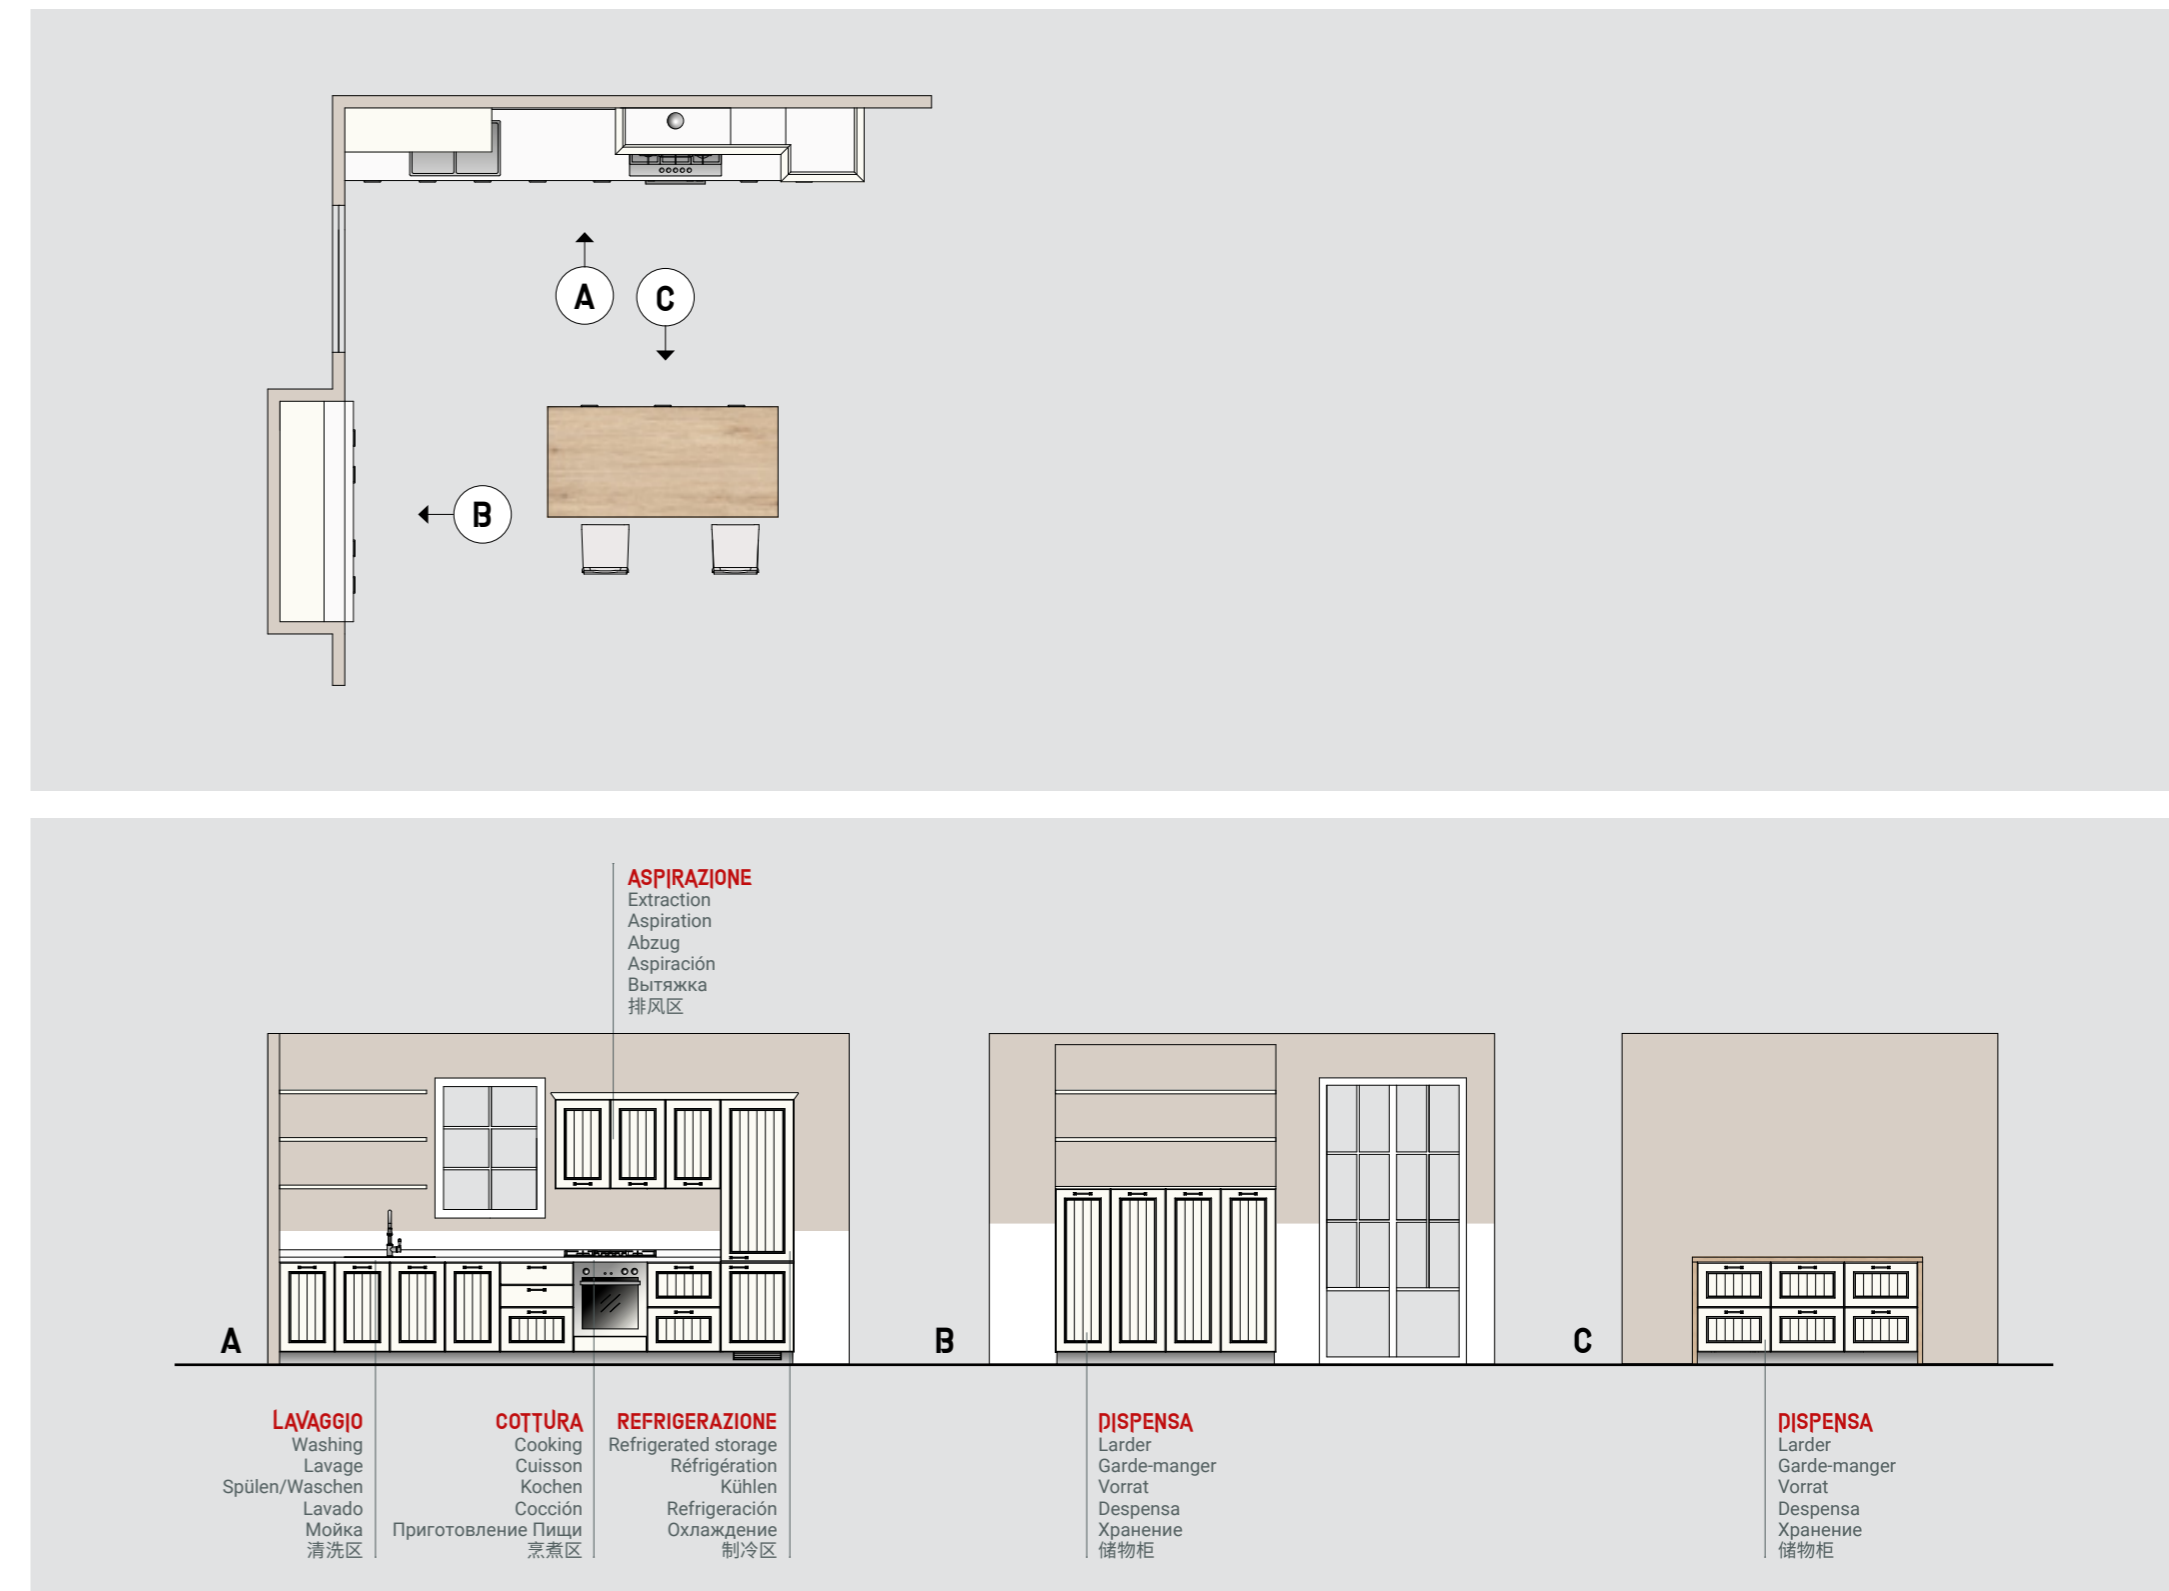 A
C
B
ASPIRAZIONE
Extraction
Aspiration
Abzug
Aspiración
Вытяжка
排风区
A
B
C
LAVAGGIO
Washing
Lavage
Spülen/Waschen
Lavado
Мойка
清洗区
COTTURA
Cooking
Cuisson
Kochen
Cocción
Приготовление Пищи
烹煮区
REFRIGERAZIONE
Refrigerated storage
Réfrigération
Kühlen
Refrigeración
Охлаждение
制冷区
DISPENSA
Larder
Garde-manger
Vorrat
Despensa
Хранение
储物柜
DISPENSA
Larder
Garde-manger
Vorrat
Despensa
Хранение
储物柜